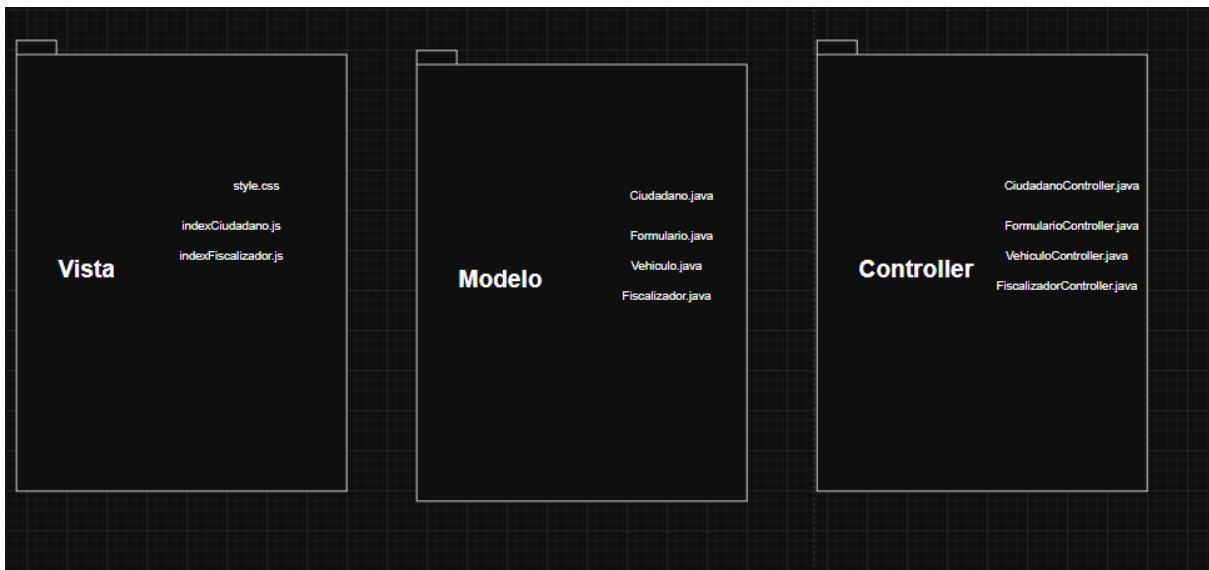 Vista
style.css
indexCiudadano.js
indexFiscalizador.js
Modelo
Ciudadano.java
Formulario.java
Vehiculo.java
Fiscalizador.java
Controller
CiudadanoController.java
FormularioController.java
VehiculoController.java
FiscalizadorController.java